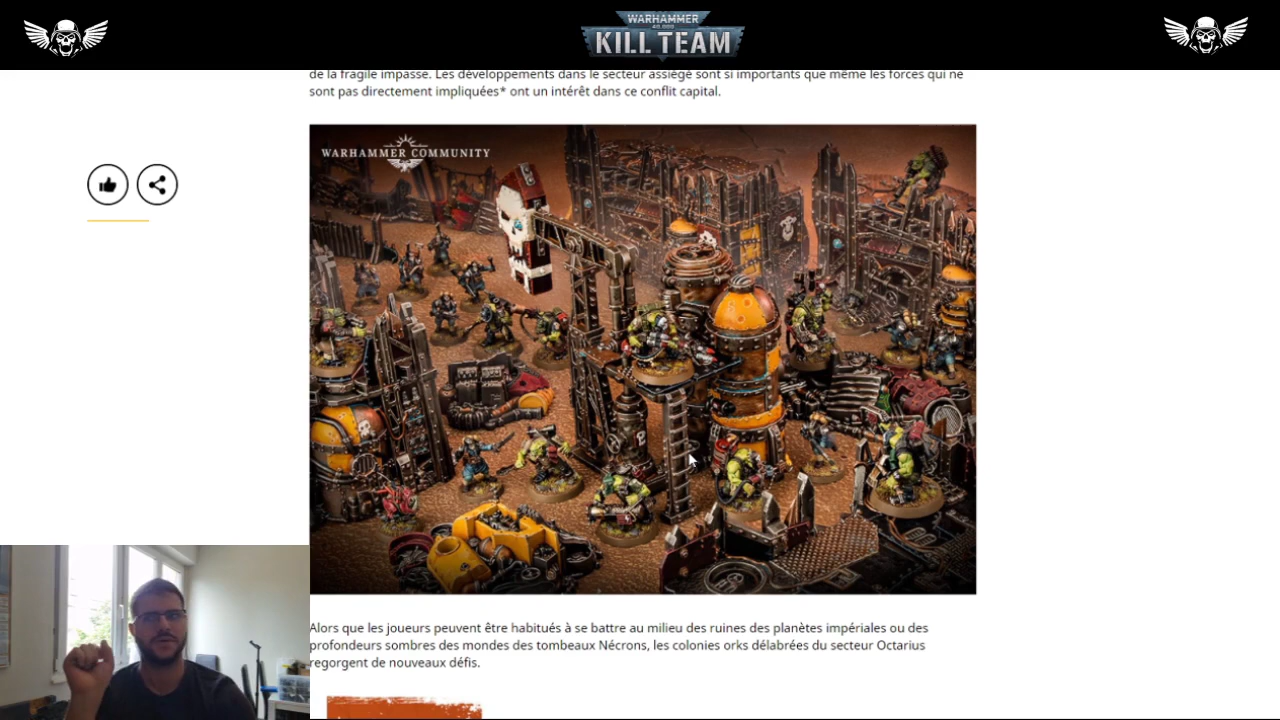 WARHAMMER
40,000
KILL TEAM
de la fragile impasse. Les développements dans le secteur assiégé sont si importants que même les forces qui ne
sont pas directement impliquées* ont un intérêt dans ce conflit capital.
WARHAMMER COMMUNITY
Alors que les joueurs peuvent être habitués à se battre au milieu des ruines des planètes impériales ou des
profondeurs sombres des mondes des tombeaux Nécrons, les colonies orks délabrées du secteur Octarius
regorgent de nouveaux défis.